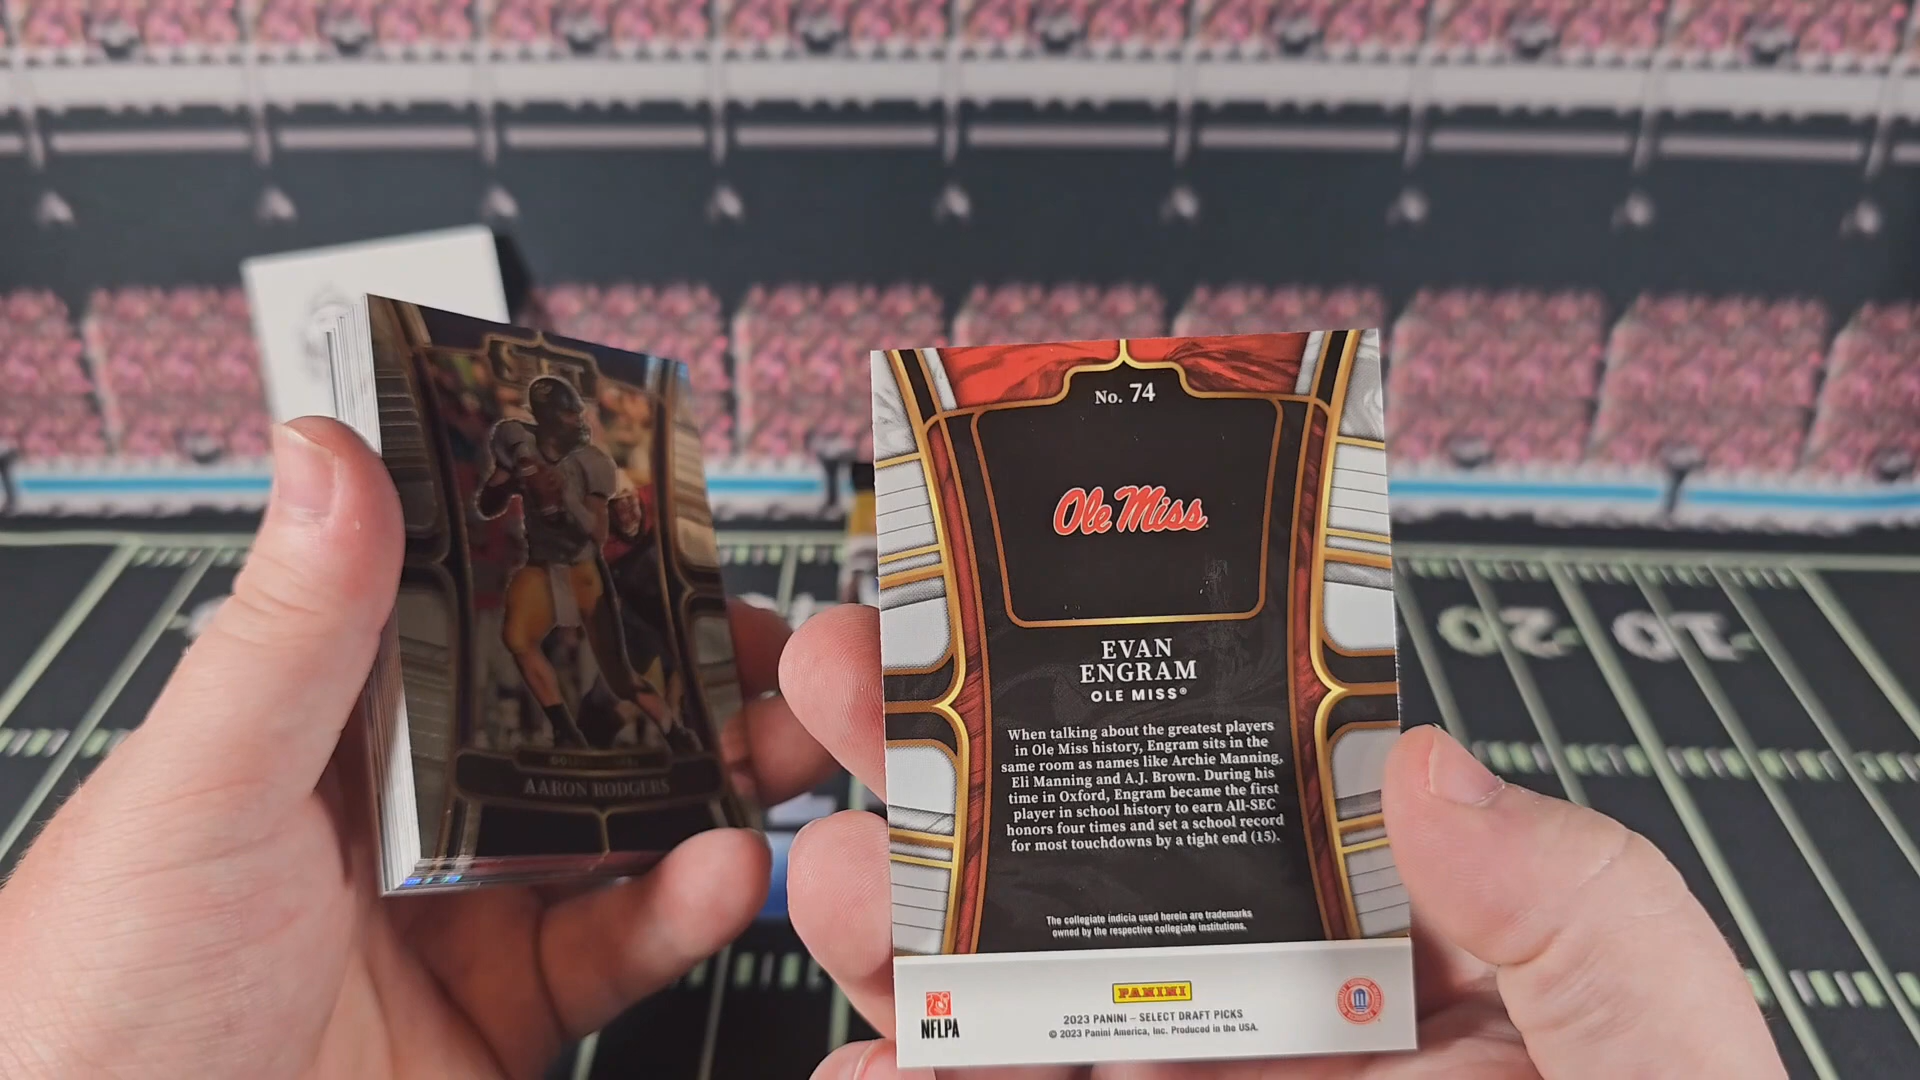 AARON RODGERS
No. 74
Ole Miss
EVAN
ENGRAM
OLE MISS®
When talking about the greatest players
in Ole Miss history, Engram sits in the
same room as names like Archie Manning,
Eli Manning and A.J. Brown. During his
time in Oxford, Engram became the first
player in school history to earn All-SEC
honors four times and set a school record
for most touchdowns by a tight end (15).
The collegiate indicia used herein are trademarks
owned by the respective collegiate institutions.
PANINI
NFLPA
2023 PANINI – SELECT DRAFT PICKS
© 2023 Panini America, Inc. Produced in the USA.